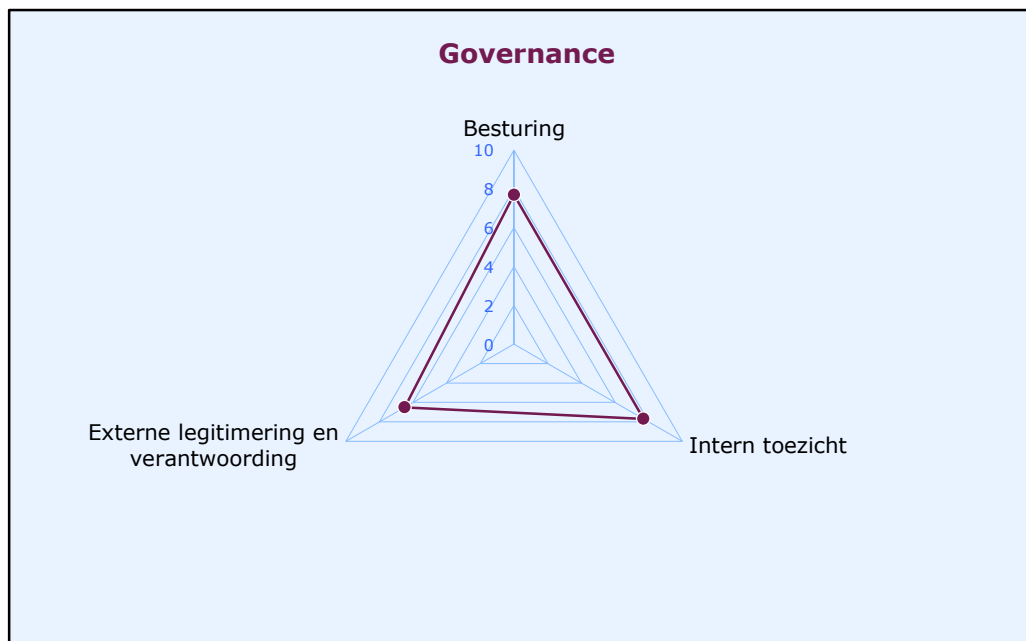 Governance
Besturing
10
8
6
4
2
0
Externe legitimering en
verantwoording
Intern toezicht